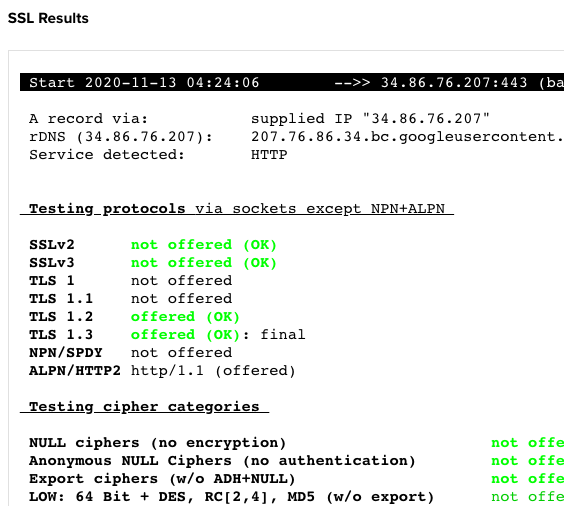 SSL Results
Start 2020-11-13 04:24:06 -->> 34.86.76.207:443 (ba
A record via: supplied IP "34.86.76.207"
rDNS (34.86.76.207): 207.76.86.34.bc.googleusercontent.
Service detected: HTTP
Testing protocols via sockets except NPN+ALPN
SSLv2 not offered (OK)
SSLv3 not offered (OK)
TLS 1 not offered
TLS 1.1 not offered
TLS 1.2 offered (OK)
TLS 1.3 offered (OK): final
NPN/SPDY not offered
ALPN/HTTP2 http/1.1 (offered)
Testing cipher categories
NULL ciphers (no encryption) not offe
Anonymous NULL Ciphers (no authentication) not offe
Export ciphers (w/o ADH+NULL) not offe
LOW: 64 Bit + DES, RC[2,4], MD5 (w/o export) not offe